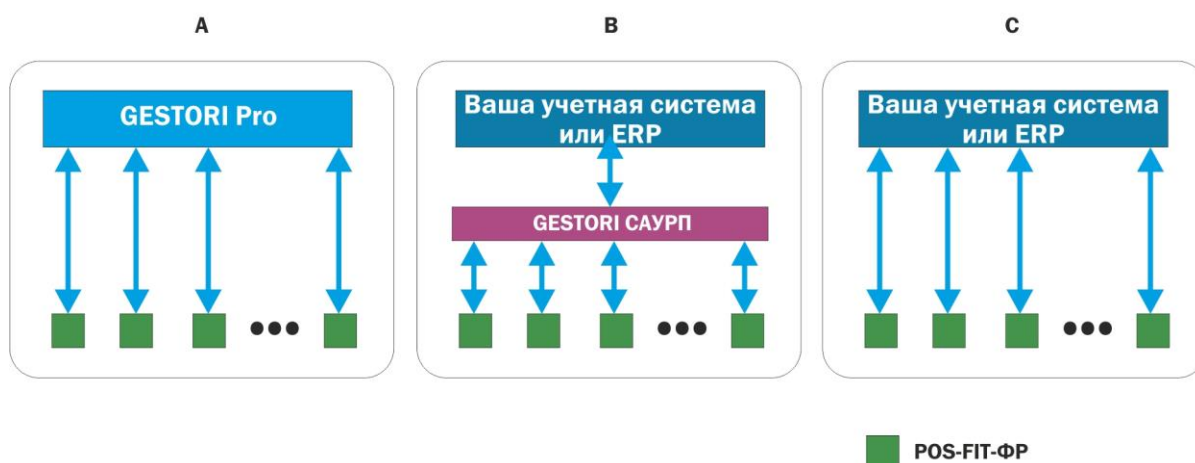 A
B
C
GESTORI Pro
Ваша учетная система
или ERP
GESTORI САУРП
Ваша учетная система
или ERP
POS-FIT-ФР